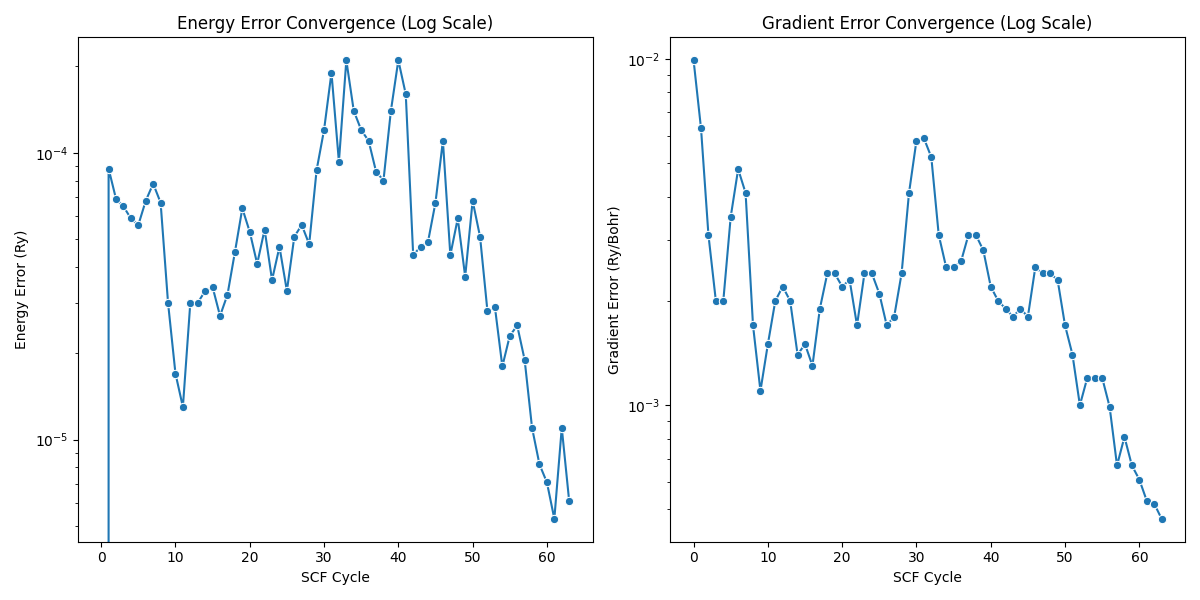 Energy Error Convergence (Log Scale)
Energy Error (Ry)
10⁻⁴
10⁻⁵
0 10 20 30 40 50 60
SCF Cycle
Gradient Error Convergence (Log Scale)
Gradient Error (Ry/Bohr)
10⁻²
10⁻³
0 10 20 30 40 50 60
SCF Cycle